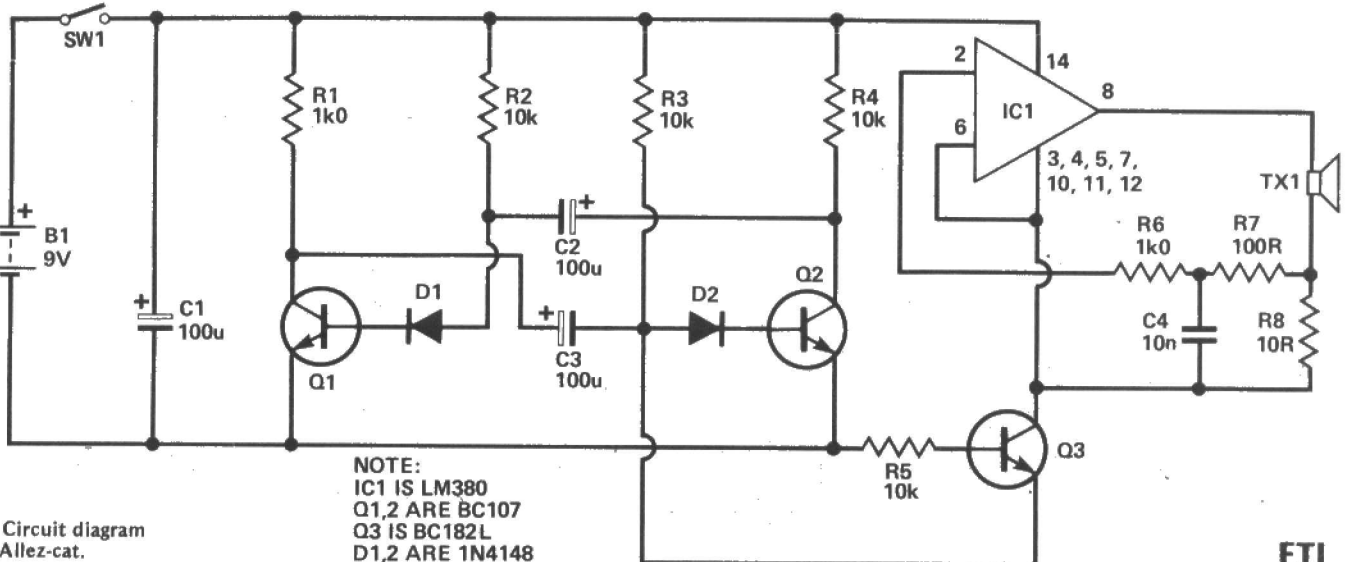 SW1
+
B1
9V
+
C1
100u
R1
1k0
R2
10k
R3
10k
R4
10k
+
C2
100u
+
C3
100u
D1
D2
Q1
Q2
2
6
IC1
14
8
3, 4, 5, 7,
10, 11, 12
TX1
R6
1k0
R7
100R
C4
10n
R8
10R
R5
10k
Q3
NOTE:
IC1 IS LM380
Q1,2 ARE BC107
Q3 IS BC182L
D1,2 ARE 1N4148
Circuit diagram
Allez-cat.
ETI